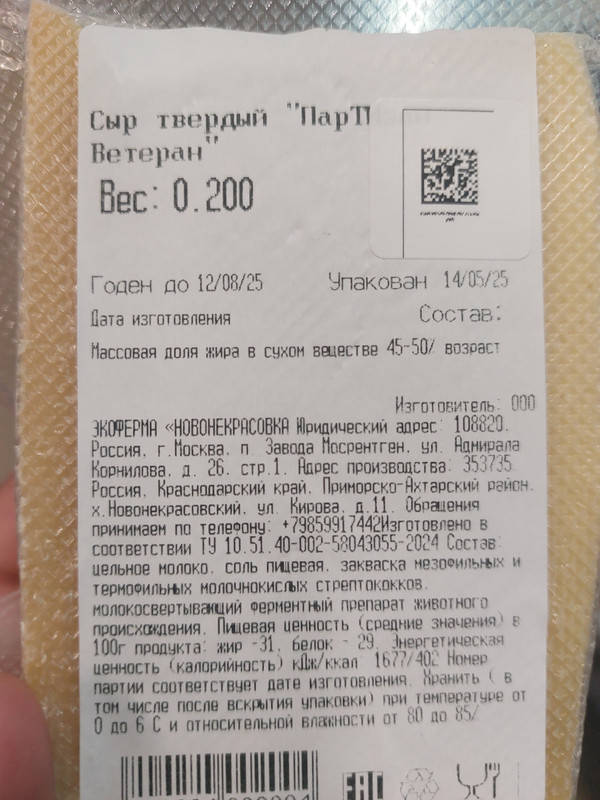 Сыр твердый "ПарТ
Ветеран"
Вес: 0.200
Годен до 12/08/25 Упакован 14/05/25
Дата изготовления Состав:
Массовая доля жира в сухом веществе 45-50% возраст
Изготовитель: ООО
ЭКОФЕРМА «НОВОНЕКРАСОВКА Юридический адрес: 108820,
Россия, г.Москва, п Завода Мосрентген, ул. Адмирала
Корнилова, д. 26, стр.1. Адрес производства: 353735
Россия, Краснодарский край, Приморско-Ахтарский район,
х.Новонекрасовский, ул. Кирова, д.11. Обращения
принимаем по телефону: +79859917442Изготовлено в
соответствии ТУ 10.51.40-002-58043055-2024 Состав:
цельное молоко, соль пищевая, закваска мезофильных и
термофильных молочнокислых стрептококков,
молокосвертывающий ферментный препарат животного
происхождения. Пищевая ценность (средние значения) в
100г продукта: жир -31, белок - 29, Энергетическая
ценность (калорийность) кДж/ккал 1677/402 Номер
партии соответствует дате изготовления. Хранить ( в
том числе после вскрытия упаковки) при температуре от
0 до 6 С и относительной влажности от 80 до 85%
EAC